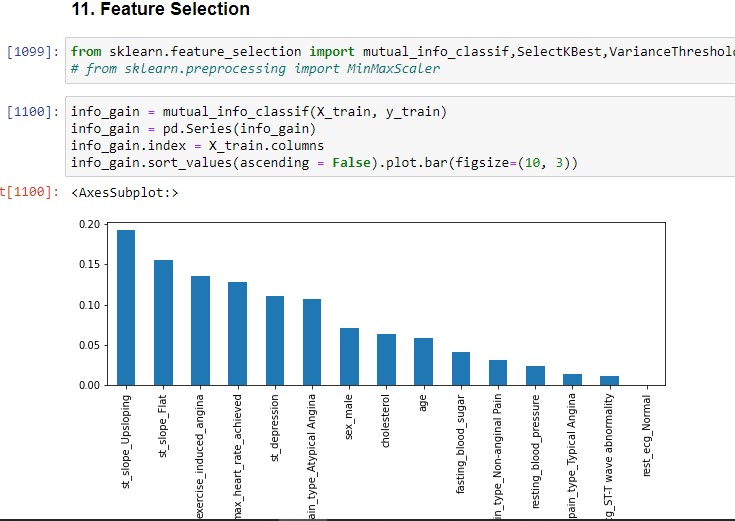 11. Feature Selection
[1099]: from sklearn.feature_selection import mutual_info_classif,SelectKBest,VarianceThreshold
# from sklearn.preprocessing import MinMaxScaler
[1100]: info_gain = mutual_info_classif(X_train, y_train)
info_gain = pd.Series(info_gain)
info_gain.index = X_train.columns
info_gain.sort_values(ascending = False).plot.bar(figsize=(10, 3))
t[1100]: <AxesSubplot:>
0.20
0.15
0.10
0.05
0.00
st_slope_Upsloping
st_slope_Flat
exercise_induced_angina
max_heart_rate_achieved
st_depression
ain_type_Atypical Angina
sex_male
cholesterol
age
fasting_blood_sugar
in_type_Non-anginal Pain
resting_blood_pressure
pain_type_Typical Angina
cg_ST-T wave abnormality
rest_ecg_Normal